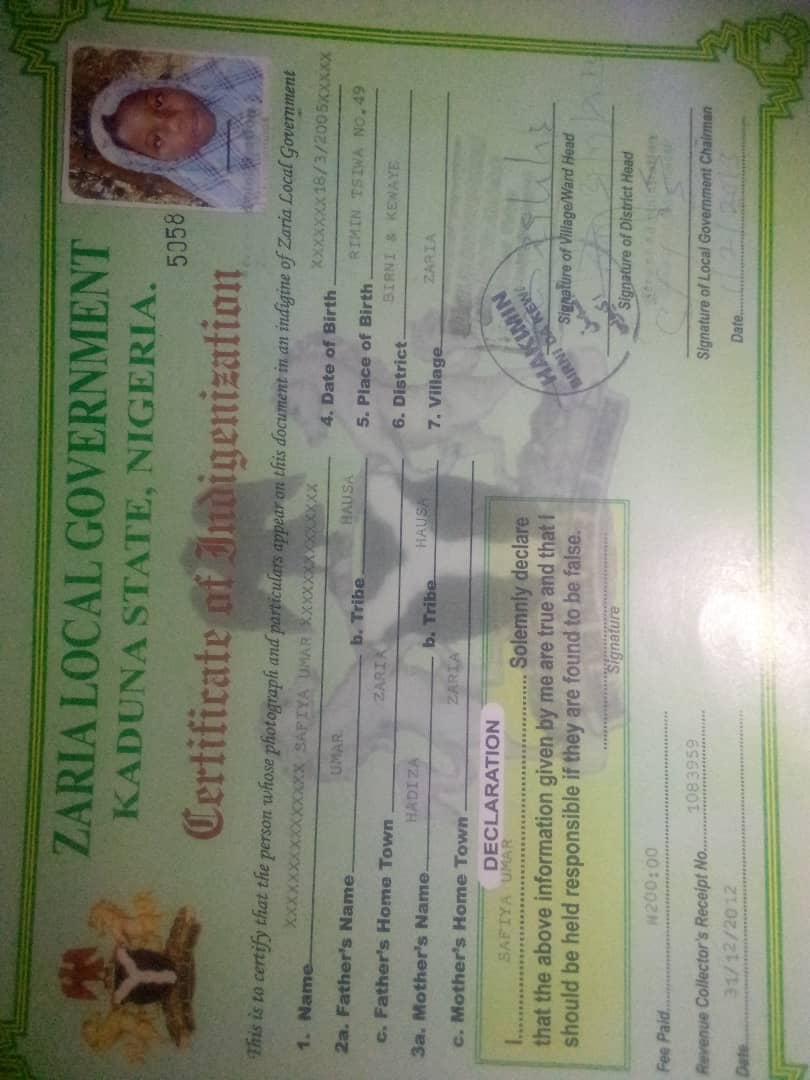 ZARIA LOCAL GOVERNMENT
KADUNA STATE, NIGERIA.
5058
Certificate of Indigenization
This is to certify that the person whose photograph and particulars appear on this document in an indigine of Zaria Local Government
1. Name XXXXXXXXXXXXXXXX SAFIYA UMAR XXXXXXXXXXXXXXXX
2a. Father's Name UMAR b. Tribe HAUSA
c. Father's Home Town ZARIA
3a. Mother's Name HADIZA b. Tribe HAUSA
c. Mother's Home Town ZARIA
4. Date of Birth XXXXXXX18/3/2005XXXXX
5. Place of Birth RIMIN TSIWA NO.49
6. District BIRNI & KEWAYE
7. Village ZARIA
DECLARATION
I SAFIYA UMAR Solemnly declare
that the above information given by me are true and that I
should be held responsible if they are found to be false.
Signature
HAKIMIN
BIRNI DA KEWA
Signature of Village/Ward Head
Signature of District Head
Signature of Local Government Chairman
Date
Fee Paid ₦200:00
Revenue Collector's Receipt No. 1083959
Date 31/12/2012